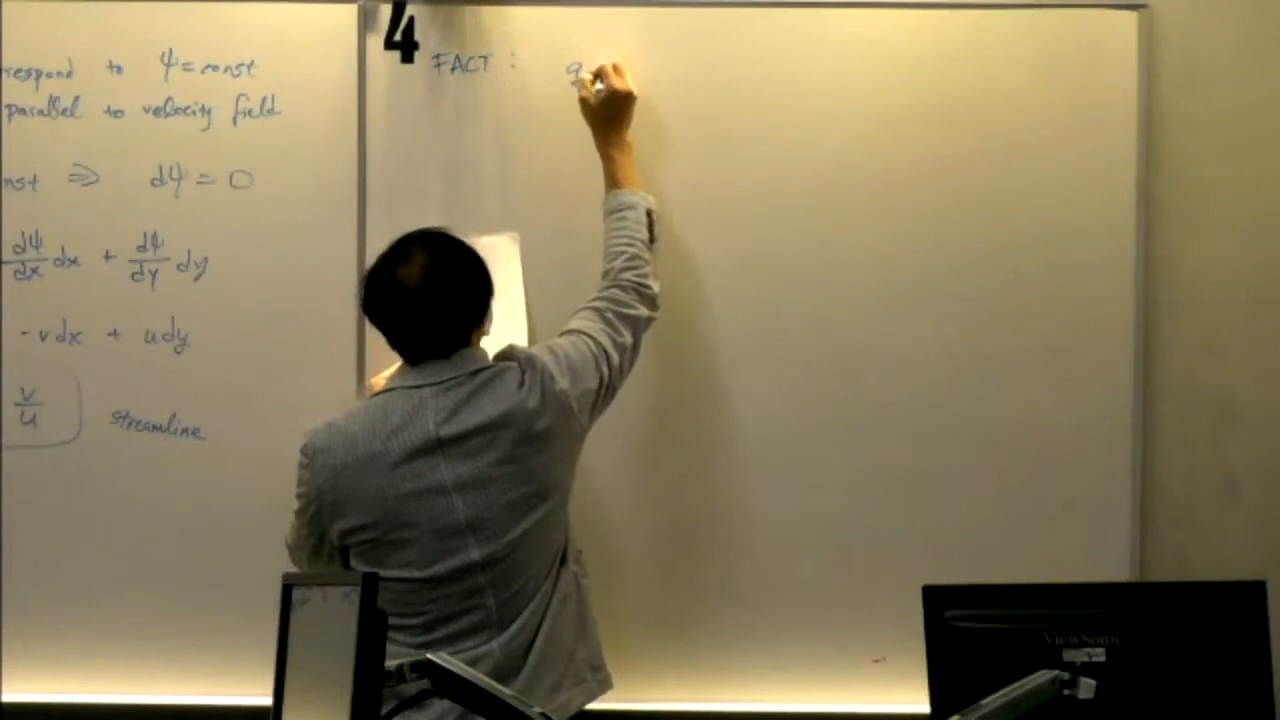 respond to ψ = const
parallel to velocity field
nst ⇒ dψ = 0
dψ/dx dx + dψ/dy dy
- v dx + u dy
v/u streamline
4
FACT : q
ViewSonic